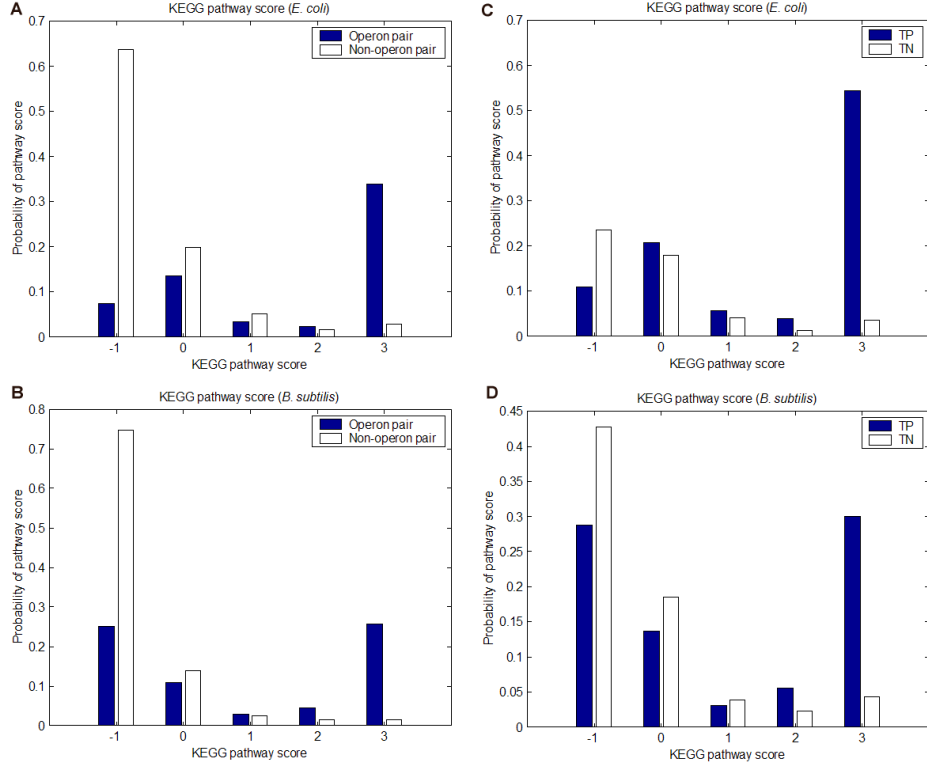 A
KEGG pathway score (E. coli)
0.7
0.6
0.5
0.4
0.3
0.2
0.1
0
Probability of pathway score
Operon pair
Non-operon pair
-1 0 1 2 3
KEGG pathway score
C
KEGG pathway score (E. coli)
0.7
0.6
0.5
0.4
0.3
0.2
0.1
0
Probability of pathway score
TP
TN
-1 0 1 2 3
KEGG pathway score
B
KEGG pathway score (B. subtilis)
0.8
0.7
0.6
0.5
0.4
0.3
0.2
0.1
0
Probability of pathway score
Operon pair
Non-operon pair
-1 0 1 2 3
KEGG pathway score
D
KEGG pathway score (B. subtilis)
0.45
0.4
0.35
0.3
0.25
0.2
0.15
0.1
0.05
0
Probability of pathway score
TP
TN
-1 0 1 2 3
KEGG pathway score